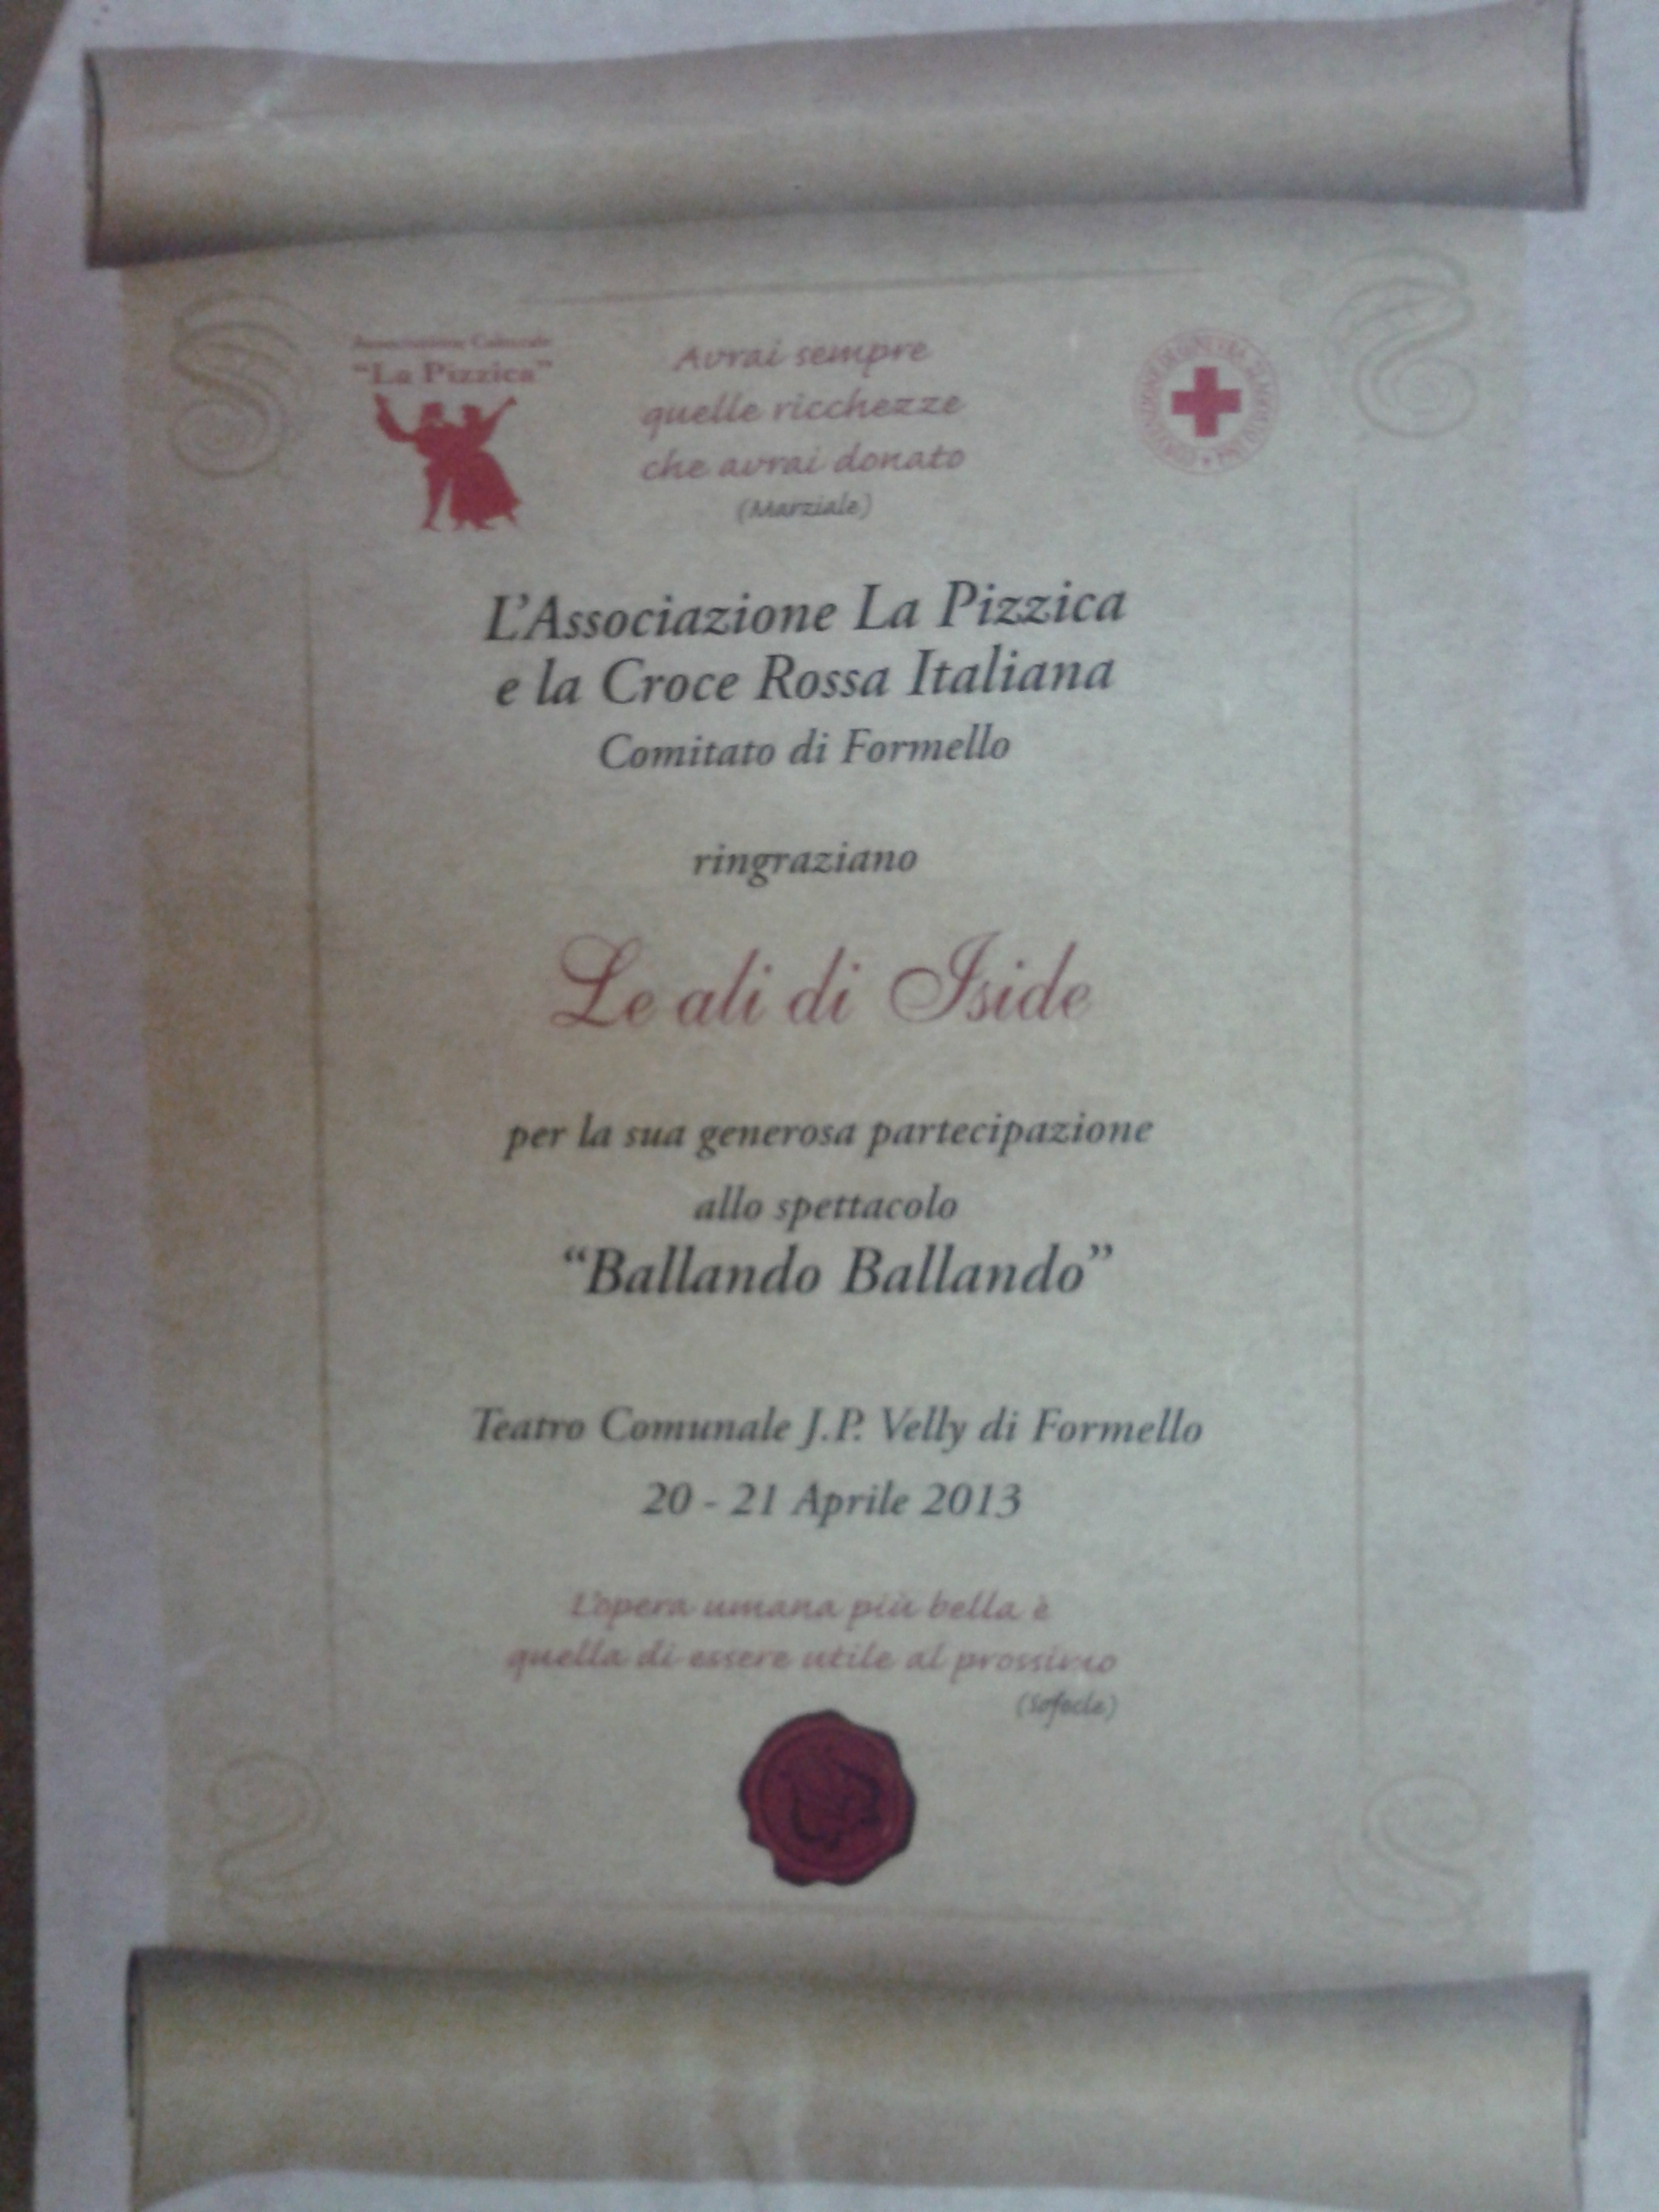 Associazione Culturale
"La Pizzica"
Avrai sempre
quelle ricchezze
che avrai donato
(Marziale)
L'Associazione La Pizzica
e la Croce Rossa Italiana
Comitato di Formello
ringraziano
Le ali di Iside
per la sua generosa partecipazione
allo spettacolo
“Ballando Ballando”
Teatro Comunale J.P. Velly di Formello
20 - 21 Aprile 2013
L'opera umana più bella è
quella di essere utile al prossimo
(Sofocle)